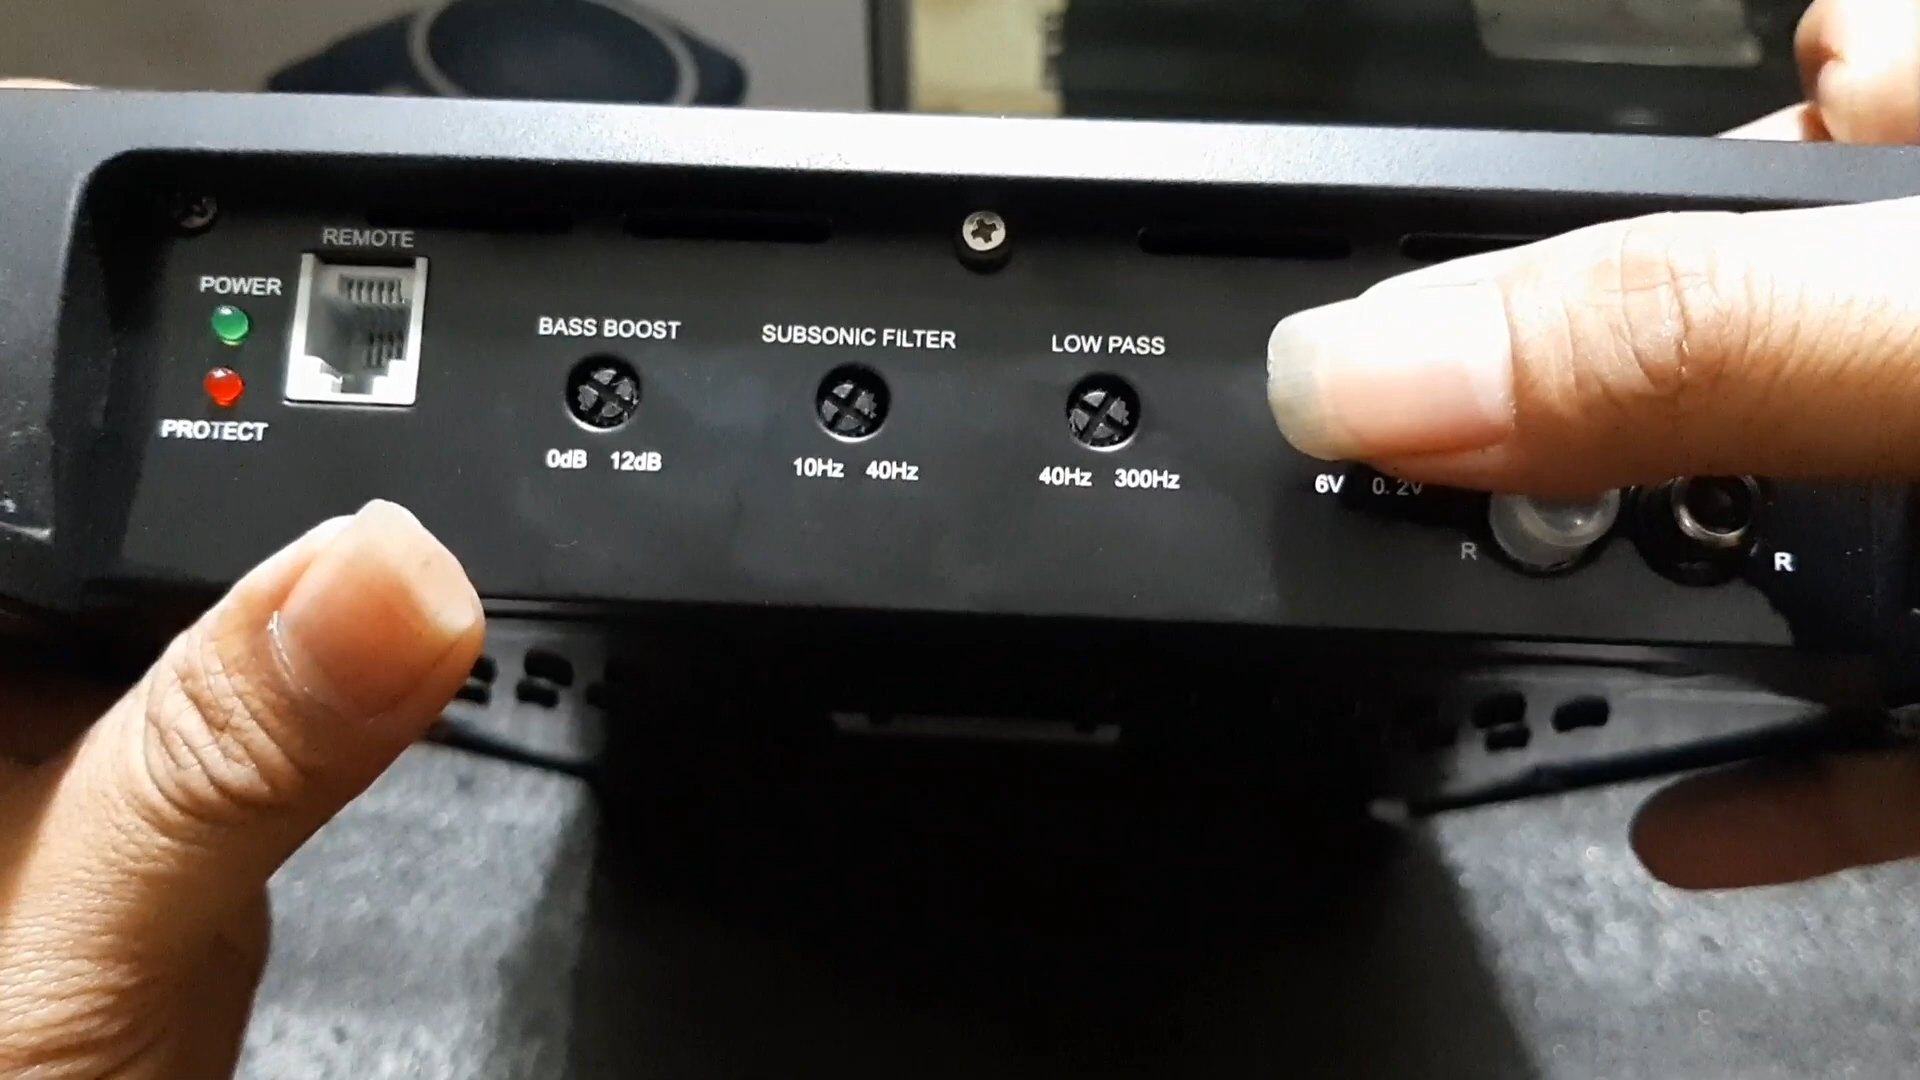 REMOTE
POWER
PROTECT
BASS BOOST
0dB 12dB
SUBSONIC FILTER
10Hz 40Hz
LOW PASS
40Hz 300Hz
6V 0.2V
R
R